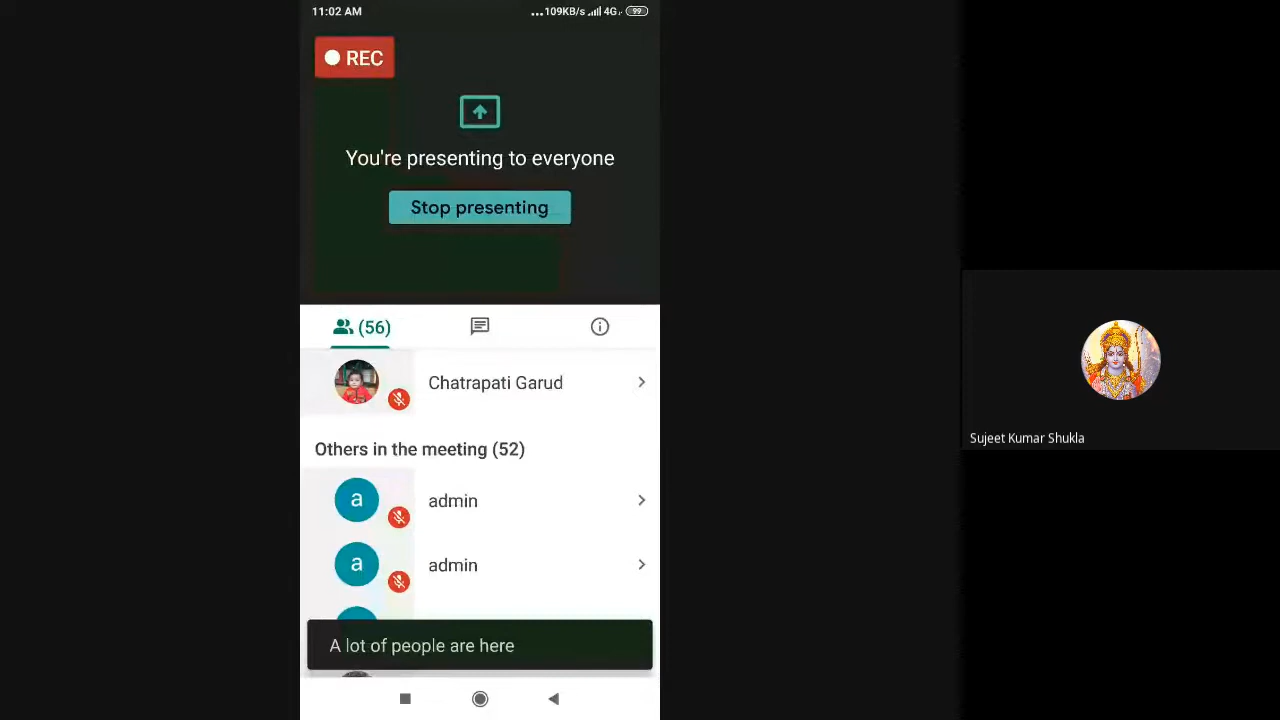 11:02 AM
...109KB/s 4G 99
REC
You're presenting to everyone
Stop presenting
(56)
Chatrapati Garud
Others in the meeting (52)
a admin
a admin
A lot of people are here
Sujeet Kumar Shukla